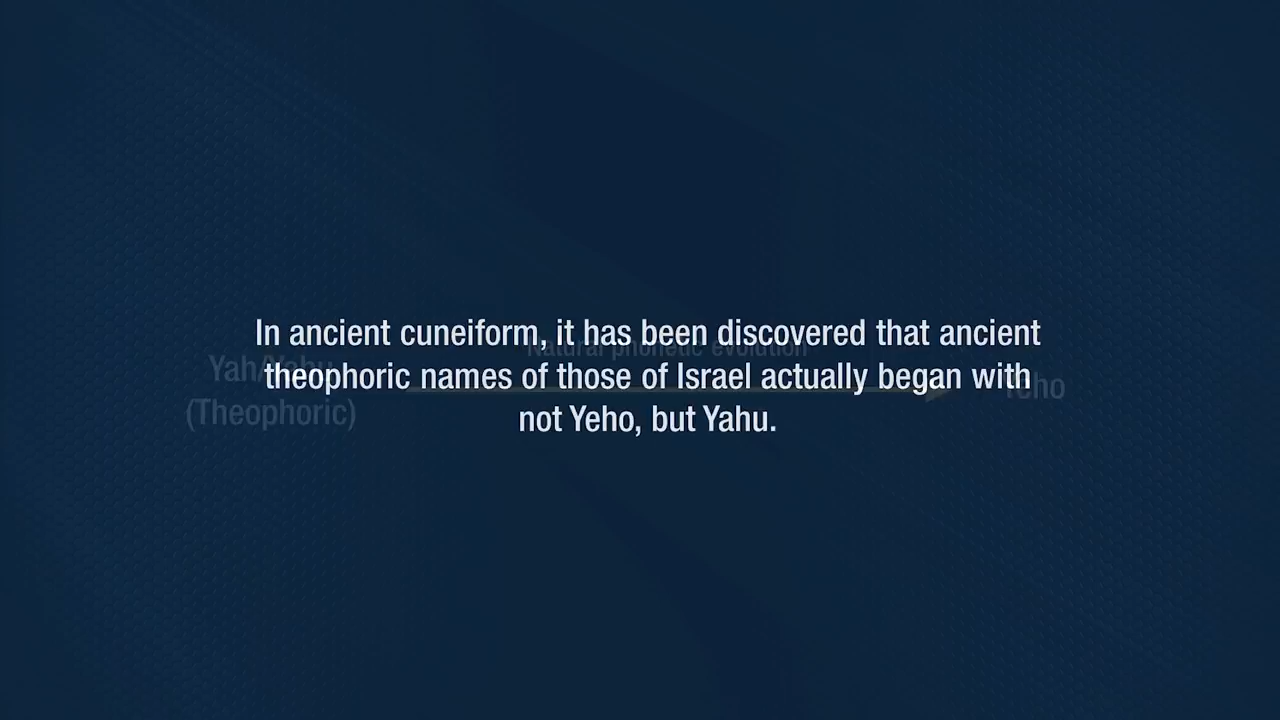 In ancient cuneiform, it has been discovered that ancient
Natural phonetic evolution
theophoric names of those of Israel actually began with
Yah/Yahu
(Theophoric)
Yeho
not Yeho, but Yahu.